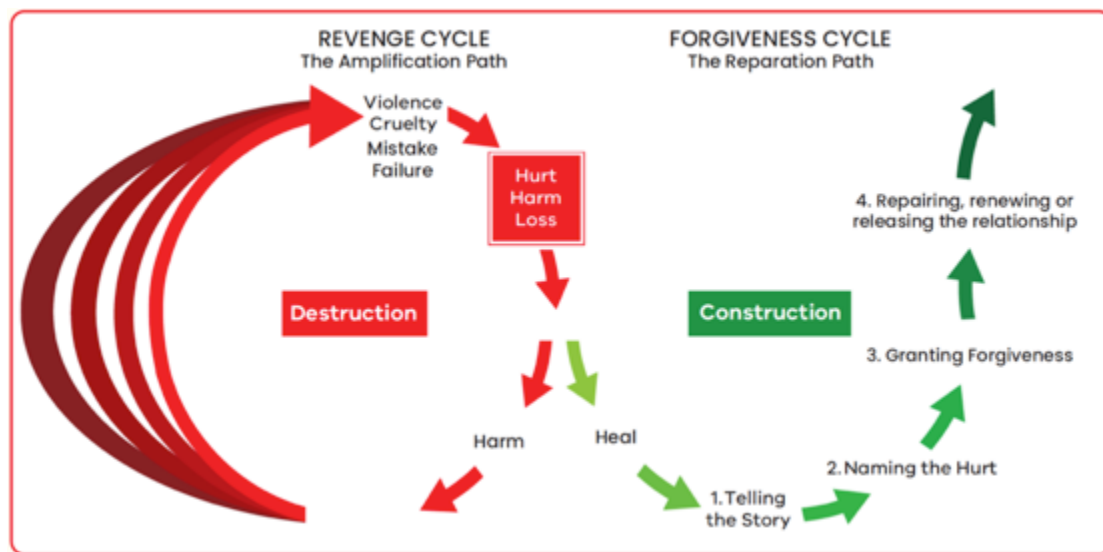 REVENGE CYCLE
The Amplification Path
Violence
Cruelty
Mistake
Failure
Hurt
Harm
Loss
Destruction
Harm
FORGIVENESS CYCLE
The Reparation Path
Construction
Heal
1. Telling
the Story
2. Naming the Hurt
3. Granting Forgiveness
4. Repairing, renewing or
releasing the relationship